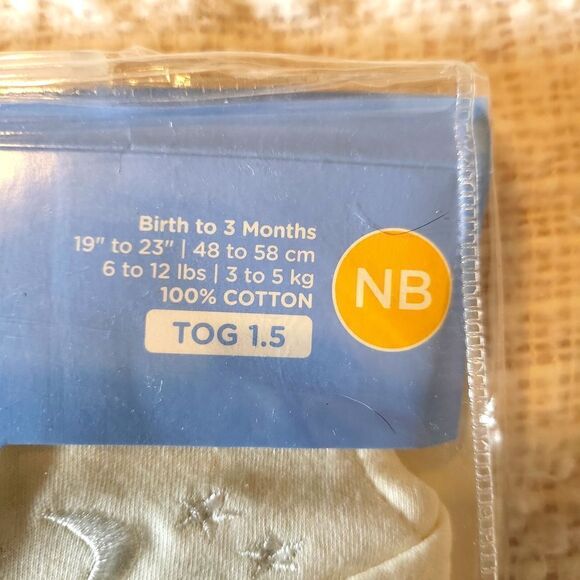 Birth to 3 Months
19" to 23" | 48 to 58 cm
6 to 12 lbs | 3 to 5 kg
100% COTTON
TOG 1.5
NB